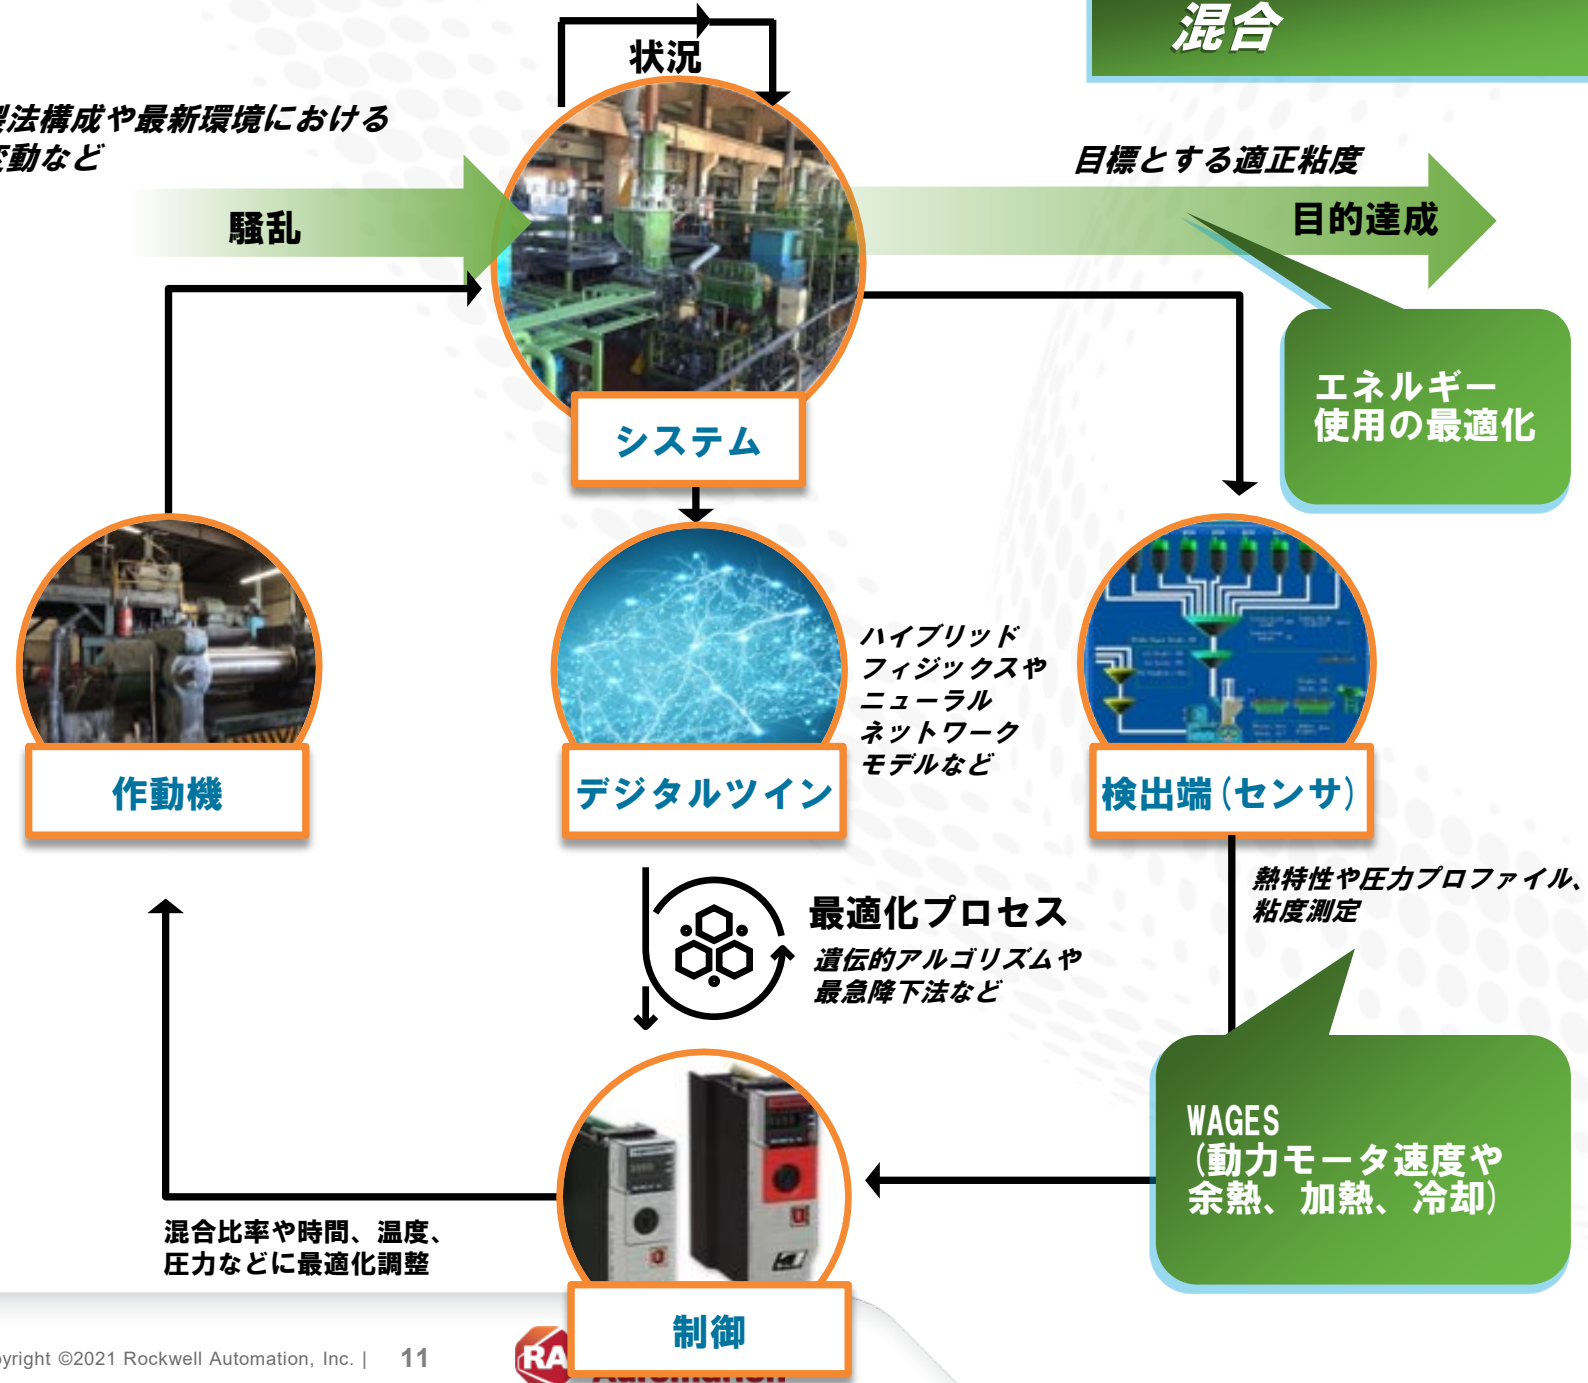 混合
状況
法構成や最新環境における
変動など
騒乱
目標とする適正粘度
目的達成
エネルギー
使用の最適化
システム
ハイブリッド
フィジックスや
ニューラル
ネットワーク
モデルなど
作動機
デジタルツイン
検出端(センサ)
熱特性や圧力プロファイル、
粘度測定
最適化プロセス
遺伝的アルゴリズムや
最急降下法など
WAGES
(動力モータ速度や
余熱、加熱、冷却)
混合比率や時間、温度、
圧力などに最適化調整
制御
pyright ©2021 Rockwell Automation, Inc. | 11
RA